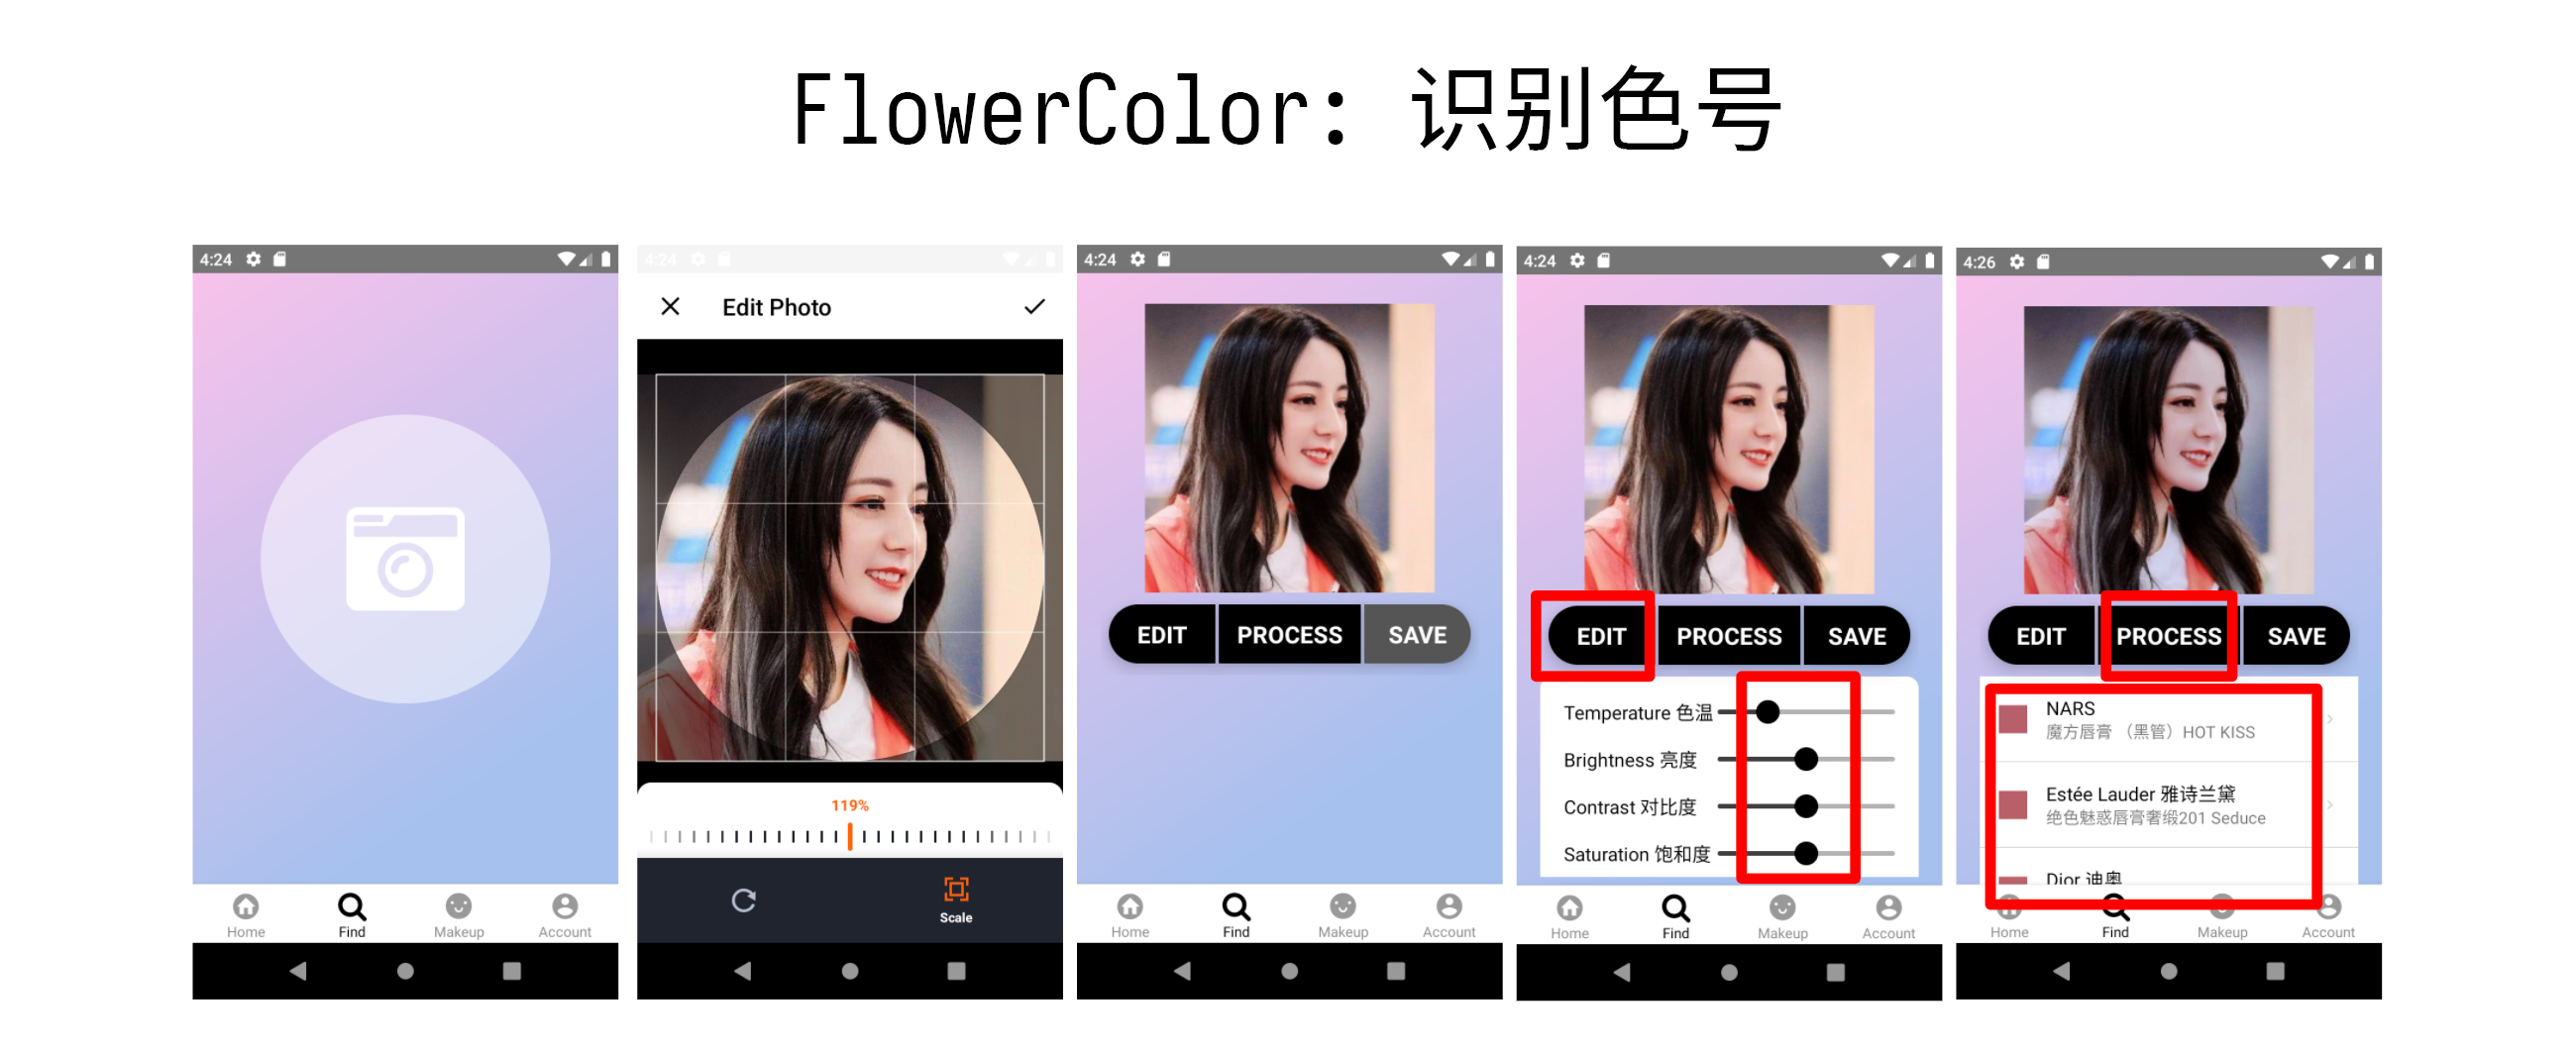 FlowerColor: 识别色号
4:24
Home
Find
Makeup
Account
4:24
Edit Photo
119%
Scale
4:24
EDIT
PROCESS
SAVE
Home
Find
Makeup
Account
4:24
EDIT
PROCESS
SAVE
Temperature 色温
Brightness 亮度
Contrast 对比度
Saturation 饱和度
Home
Find
Makeup
Account
4:26
EDIT
PROCESS
SAVE
NARS
魔方唇膏 （黑管）HOT KISS
Estée Lauder 雅诗兰黛
绝色魅惑唇膏奢缎201 Seduce
Dior 迪奥
Home
Find
Makeup
Account